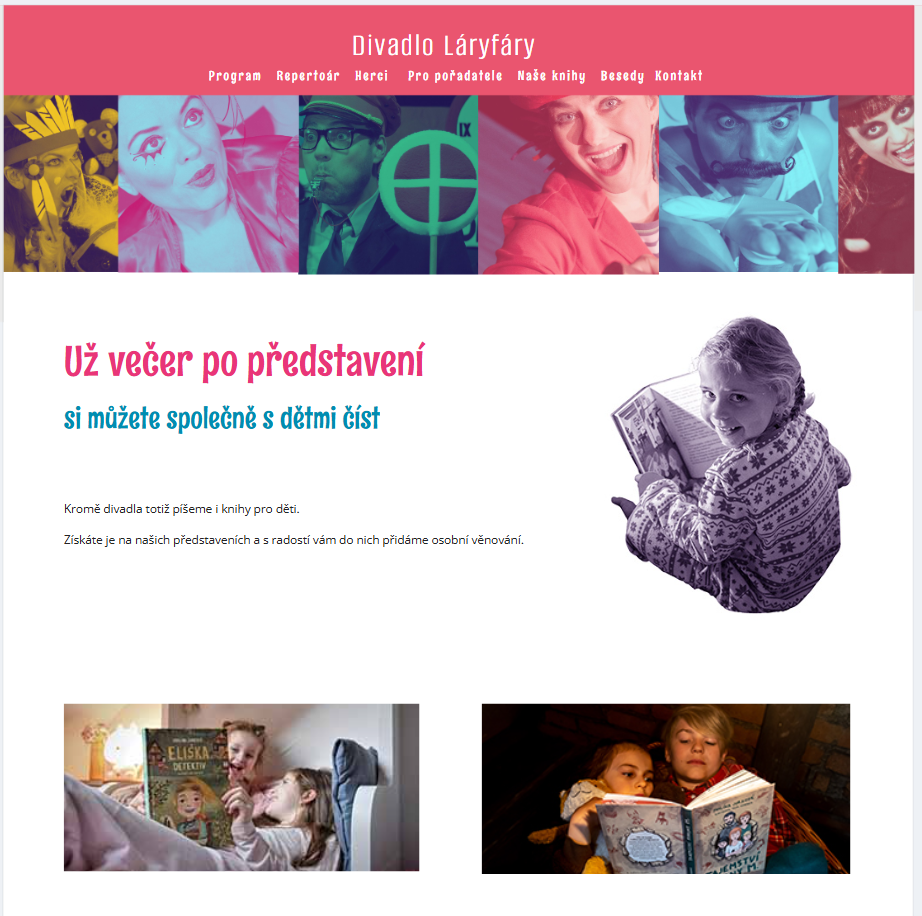 Divadlo Láryfáry
Program Repertoár Herci Pro pořadatele Naše knihy Besedy Kontakt
IX
Už večer po představení
si můžete společně s dětmi číst
Kromě divadla totiž píšeme i knihy pro děti.
Získáte je na našich představeních a s radostí vám do nich přidáme osobní věnování.
ELIŠKA
DETEKTIV